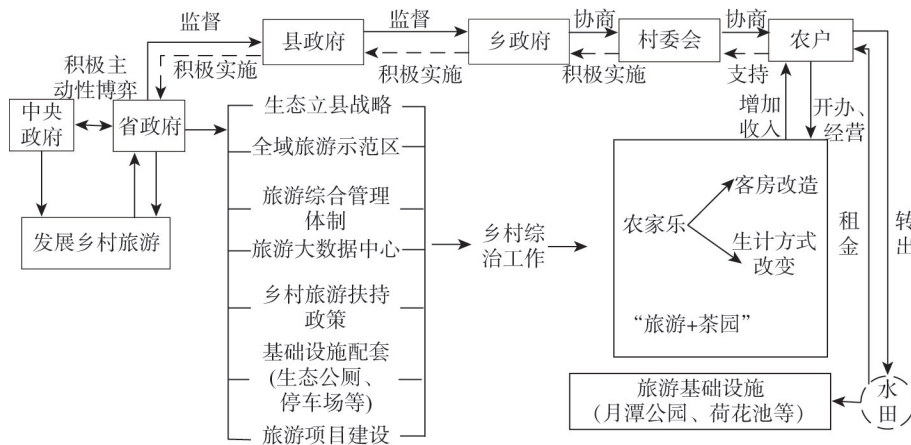 监督
监督
协商
协商
县政府
乡政府
村委会
农户
积极实施
积极实施
积极实施
支持
积极主
动性博弈
中央
政府
省政府
发展乡村旅游
生态立县战略
全域旅游示范区
旅游综合管理
体制
旅游大数据中心
乡村旅游扶持
政策
基础设施配套
(生态公厕、
停车场等)
旅游项目建设
乡村综
治工作
增加
收入
开办、
经营
农家乐
客房改造
生计方式
改变
“旅游+茶园”
租
金
转
出
旅游基础设施
(月潭公园、荷花池等)
水
田